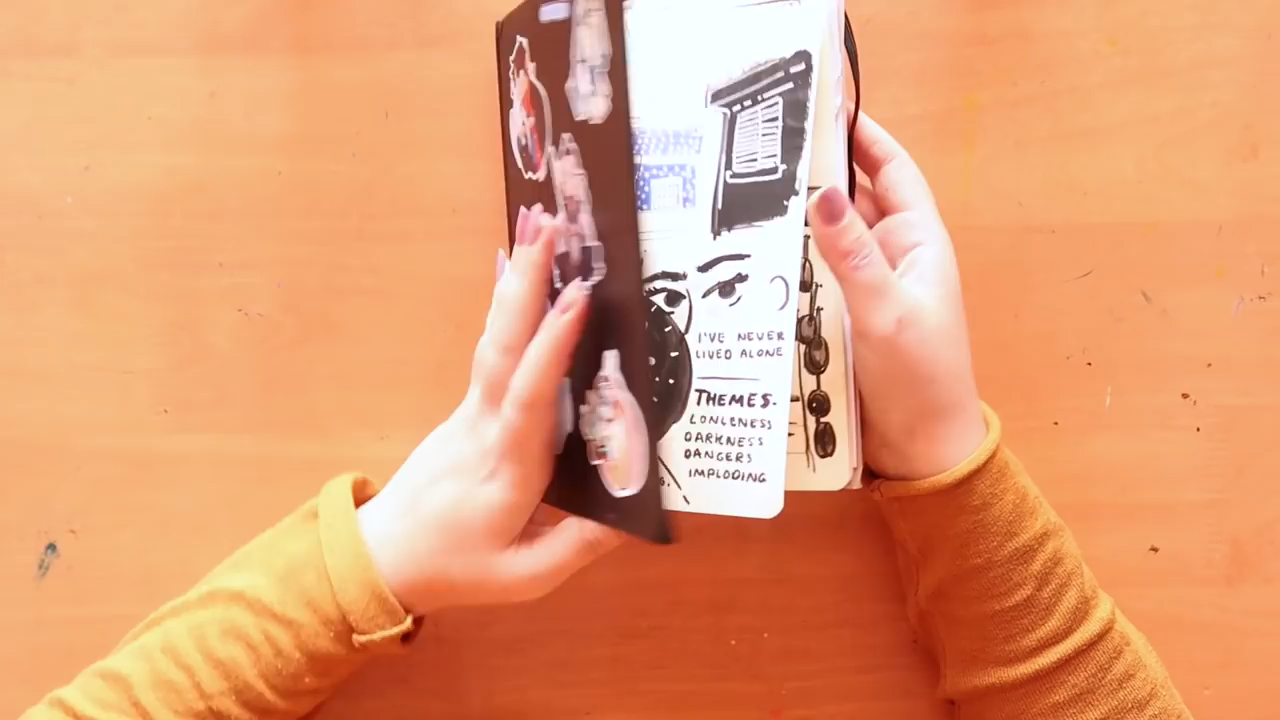 I'VE NEVER
LIVED ALONE
THEMES.
LONLENESS
DARKNESS
DANGERS
IMPLODING